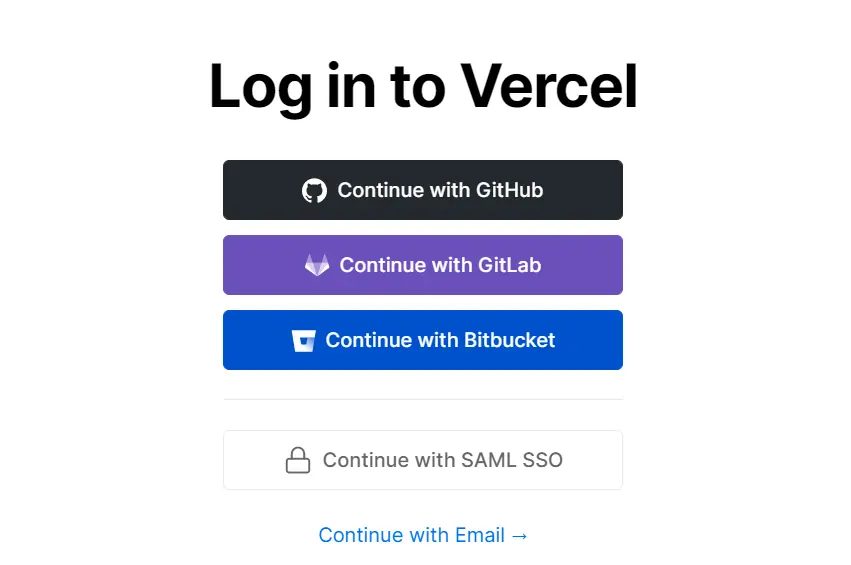 Log in to Vercel
Continue with GitHub
Continue with GitLab
Continue with Bitbucket
Continue with SAML SSO
Continue with Email →